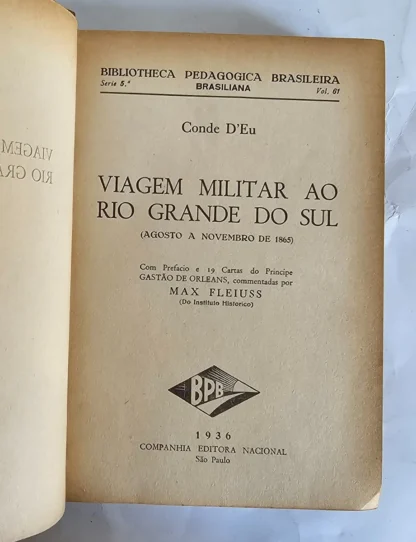 BIBLIOTHECA PEDAGOGICA BRASILEIRA
Serie 5.ª BRASILIANA Vol. 61
Conde D'Eu
VIAGEM MILITAR AO
RIO GRANDE DO SUL
(AGOSTO A NOVEMBRO DE 1865)
Com Prefacio e 19 Cartas do Principe
GASTÃO DE ORLEANS, commentadas por
MAX FLEIUSS
(Do Instituto Historico)
BPB
1936
COMPANHIA EDITORA NACIONAL
São Paulo